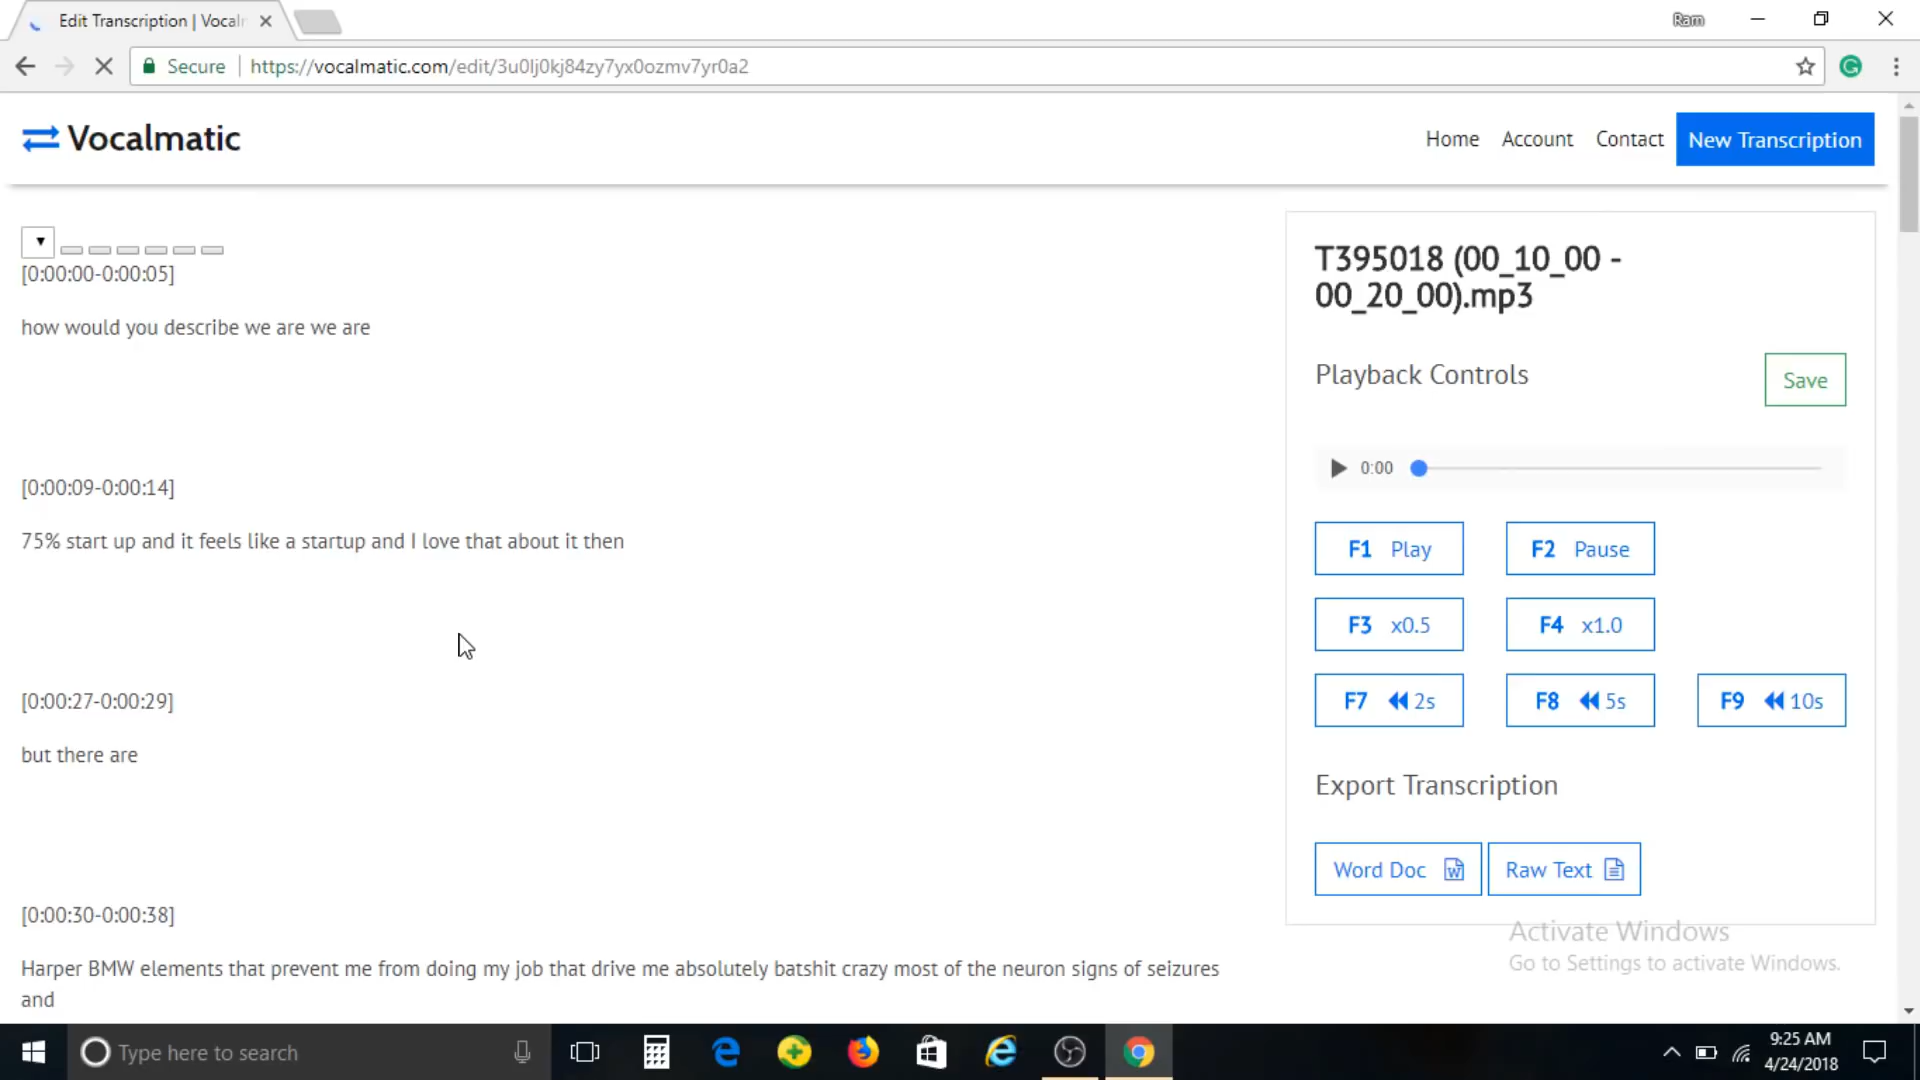 Edit Transcription | Vocalm
Ram
Secure | https://vocalmatic.com/edit/3u0lj0kj84zy7yx0ozmv7yr0a2
Vocalmatic
Home Account Contact New Transcription
[0:00:00-0:00:05]
how would you describe we are we are
[0:00:09-0:00:14]
75% start up and it feels like a startup and I love that about it then
[0:00:27-0:00:29]
but there are
[0:00:30-0:00:38]
Harper BMW elements that prevent me from doing my job that drive me absolutely batshit crazy most of the neuron signs of seizures
and
T395018 (00_10_00 -
00_20_00).mp3
Playback Controls
Save
0:00
F1 Play
F2 Pause
F3 x0.5
F4 x1.0
F7 2s
F8 5s
F9 10s
Export Transcription
Word Doc
Raw Text
Activate Windows
Go to Settings to activate Windows.
Type here to search
9:25 AM
4/24/2018